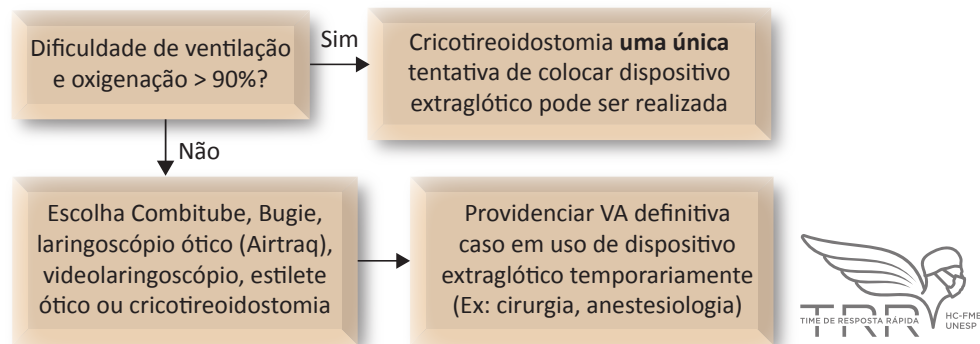 Dificuldade de ventilação
e oxigenação > 90%?
Sim
Cricotireoidostomia uma única
tentativa de colocar dispositivo
extraglótico pode ser realizada
Não
Escolha Combitube, Bugie,
laringoscópio ótico (Airtraq),
videolaringoscópio, estilete
ótico ou cricotireoidostomia
Providenciar VA definitiva
caso em uso de dispositivo
extraglótico temporariamente
(Ex: cirurgia, anestesiologia)
TRR
TIME DE RESPOSTA RÁPIDA
HC-FMB
UNESP